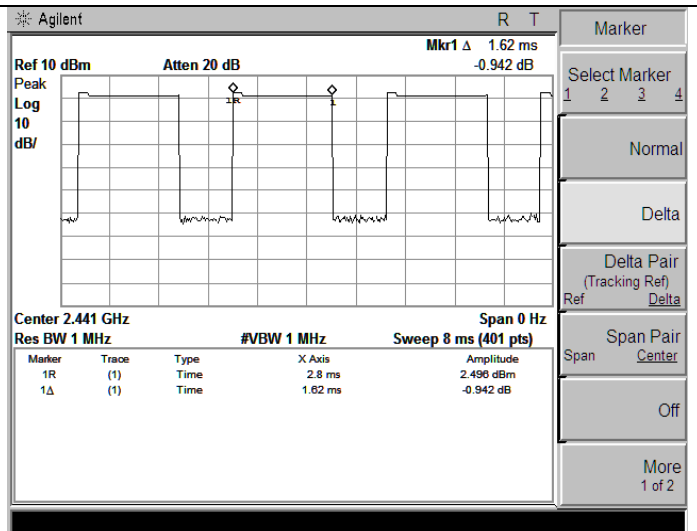 Agilent R T
Mkr1 Δ 1.62 ms
Ref 10 dBm Atten 20 dB -0.942 dB
Peak
Log
10
dB/
1R
1
Center 2.441 GHz Span 0 Hz
Res BW 1 MHz #VBW 1 MHz Sweep 8 ms (401 pts)
Marker Trace Type X Axis Amplitude
1R (1) Time 2.8 ms 2.496 dBm
1Δ (1) Time 1.62 ms -0.942 dB
Marker
Select Marker
1 2 3 4
Normal
Delta
Delta Pair
(Tracking Ref)
Ref Delta
Span Pair
Span Center
Off
More
1 of 2